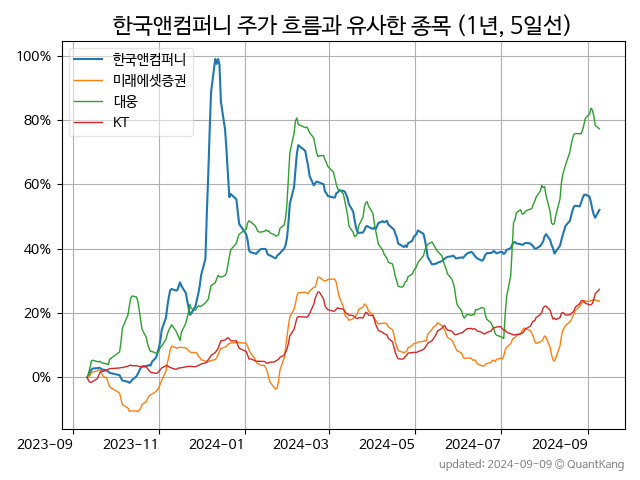 한국앤컴퍼니 주가 흐름과 유사한 종목 (1년, 5일선)
한국앤컴퍼니
미래에셋증권
대웅
KT
100%
80%
60%
40%
20%
0%
2023-09
2023-11
2024-01
2024-03
2024-05
2024-07
2024-09
updated: 2024-09-09 © QuantKang